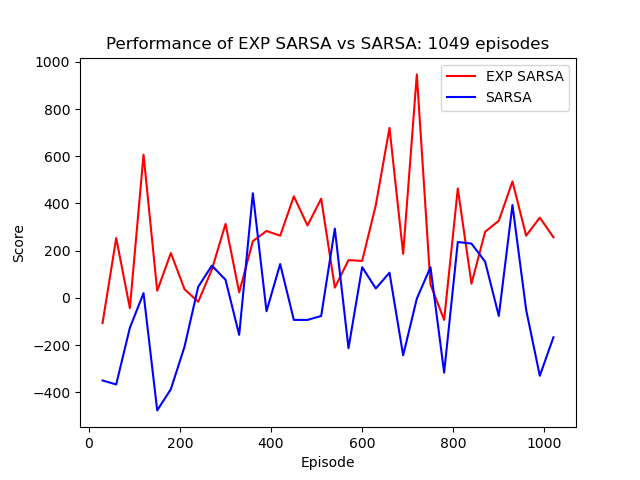 Performance of EXP SARSA vs SARSA: 1049 episodes
EXP SARSA
SARSA
1000
800
600
400
200
0
−200
−400
Score
0 200 400 600 800 1000
Episode